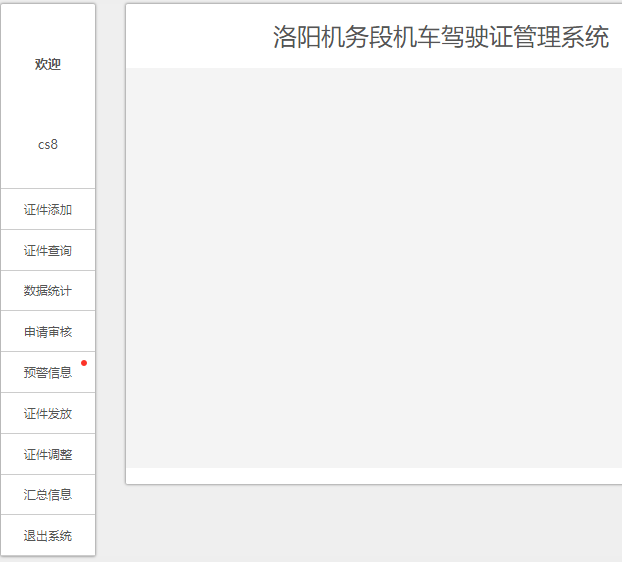 欢迎
cs8
证件添加
证件查询
数据统计
申请审核
预警信息
证件发放
证件调整
汇总信息
退出系统
洛阳机务段机车驾驶证管理系统